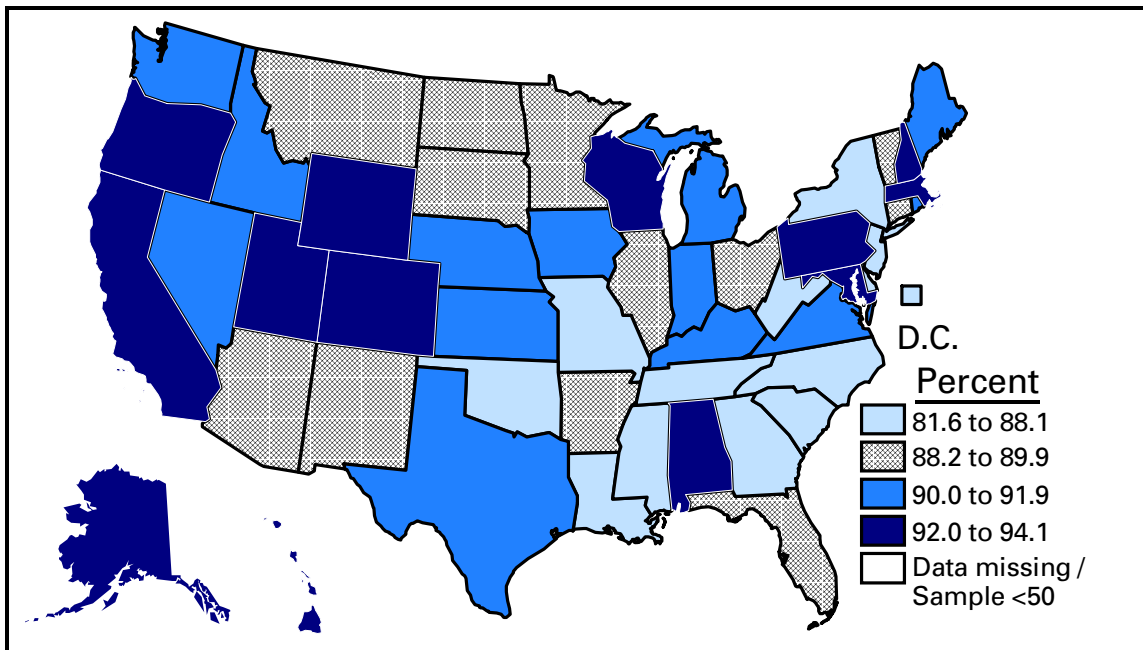 D.C.
Percent
81.6 to 88.1
88.2 to 89.9
90.0 to 91.9
92.0 to 94.1
Data missing /
Sample <50